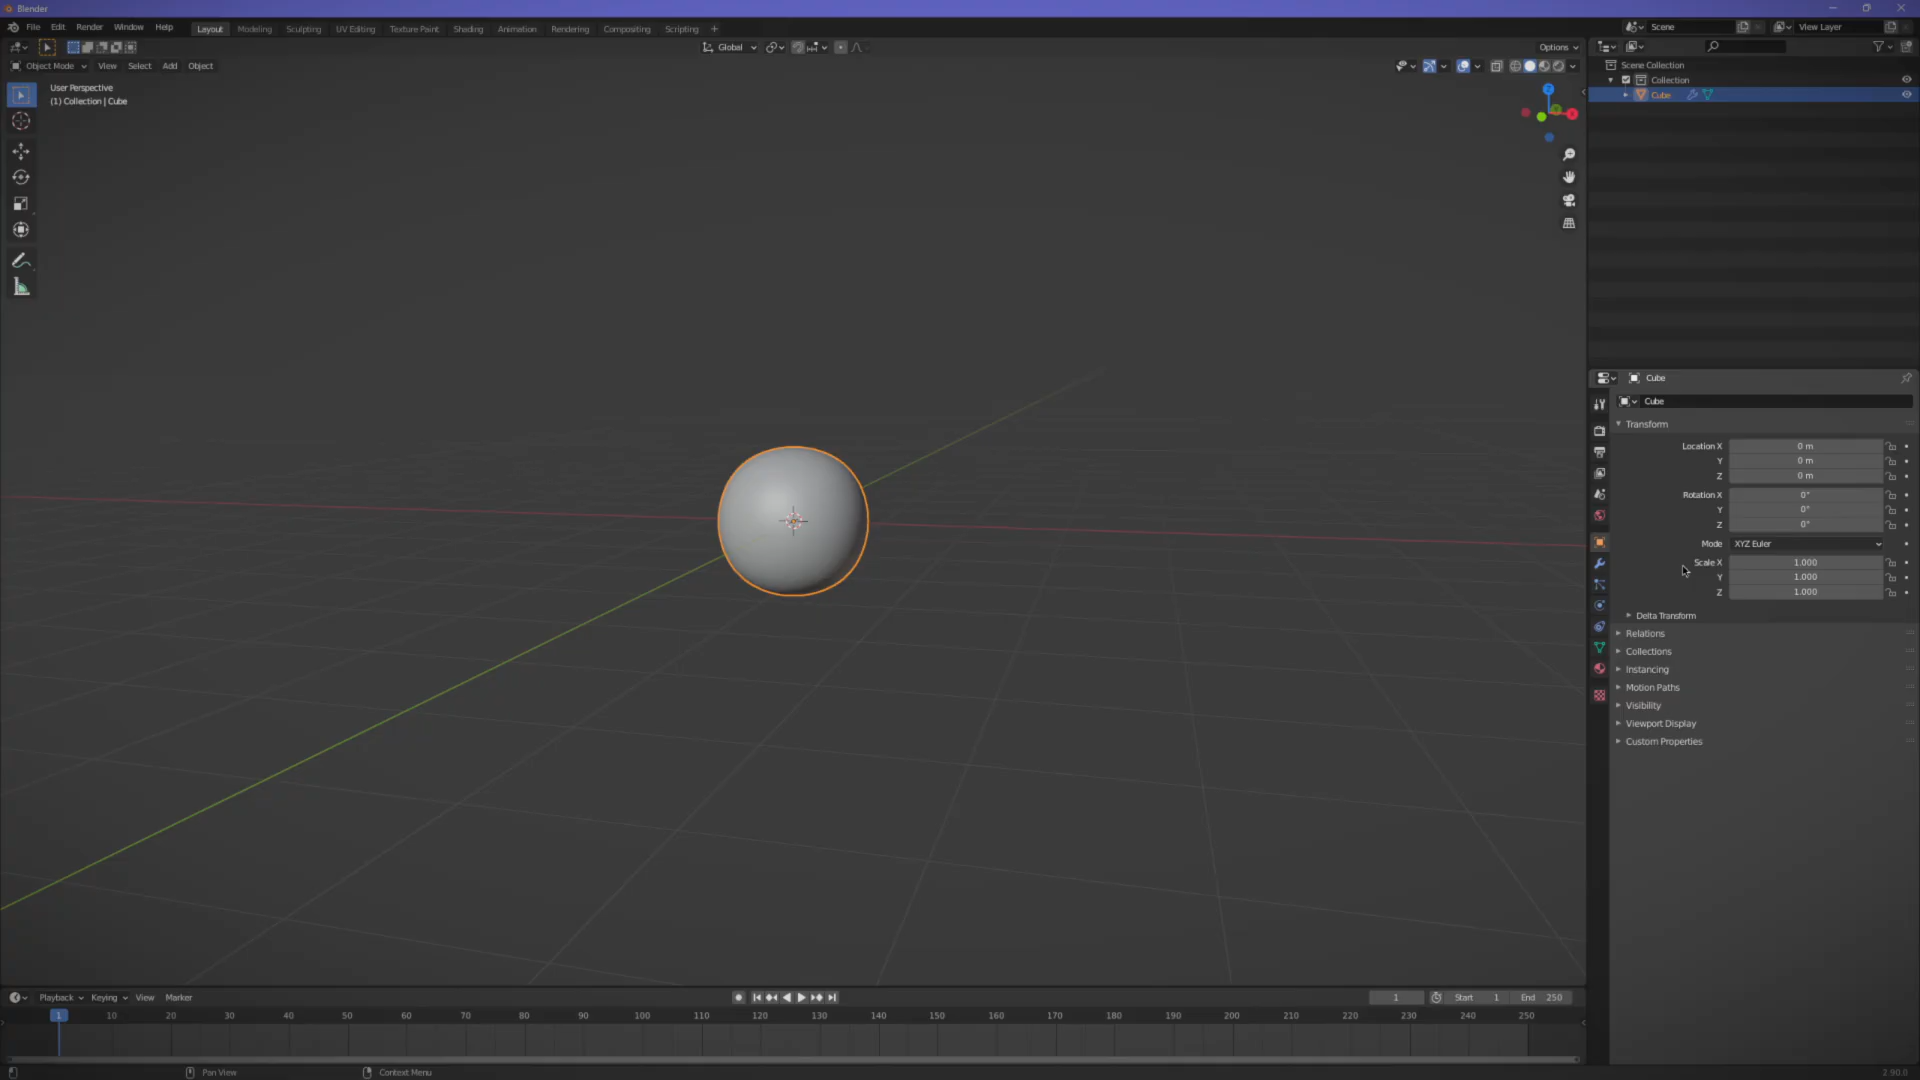 Blender
File Edit Render Window Help Layout Modeling Sculpting UV Editing Texture Paint Shading Animation Rendering Compositing Scripting + Scene View Layer
Global Options
Object Mode View Select Add Object
User Perspective
(1) Collection | Cube
Z
X
Scene Collection
Collection
Cube
Cube
Cube
Transform
Location X 0 m
Y 0 m
Z 0 m
Rotation X 0°
Y 0°
Z 0°
Mode XYZ Euler
Scale X 1.000
Y 1.000
Z 1.000
Delta Transform
Relations
Collections
Instancing
Motion Paths
Visibility
Viewport Display
Custom Properties
Playback Keying View Marker 1 Start 1 End 250
1 10 20 30 40 50 60 70 80 90 100 110 120 130 140 150 160 170 180 190 200 210 220 230 240 250
Pan View Context Menu 2.90.0